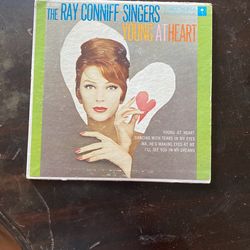 THE RAY CONNIFF SINGERS
YOUNG AT HEART
YOUNG AT HEART
DANCING WITH TEARS IN MY EYES
MA, HE'S MAKING EYES AT ME
I'LL SEE YOU IN MY DREAMS